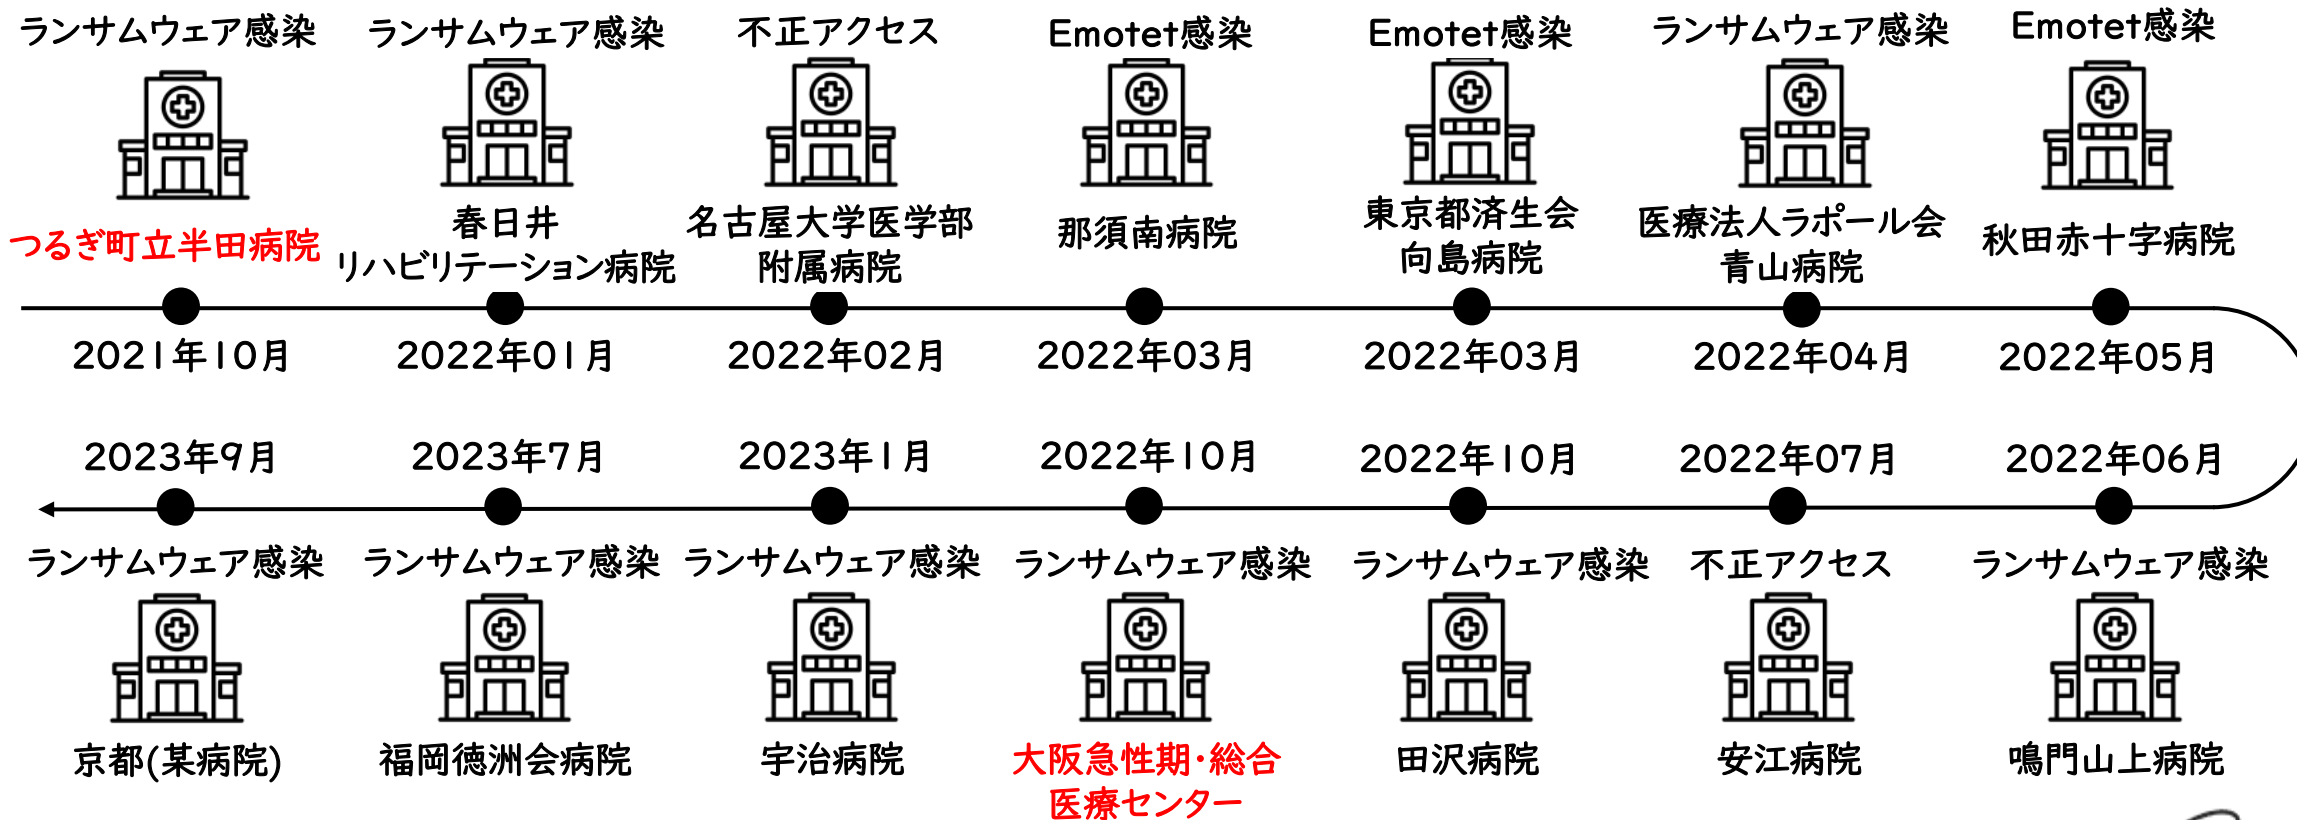 ランサムウェア感染
つるぎ町立半田病院
2021年10月
ランサムウェア感染
春日井
リハビリテーション病院
2022年01月
不正アクセス
名古屋大学医学部
附属病院
2022年02月
Emotet感染
那須南病院
2022年03月
Emotet感染
東京都済生会
向島病院
2022年03月
ランサムウェア感染
医療法人ラポール会
青山病院
2022年04月
Emotet感染
秋田赤十字病院
2022年05月
2022年06月
ランサムウェア感染
鳴門山上病院
2022年07月
不正アクセス
安江病院
2022年10月
ランサムウェア感染
田沢病院
2022年10月
ランサムウェア感染
大阪急性期・総合
医療センター
2023年1月
ランサムウェア感染
宇治病院
2023年7月
ランサムウェア感染
福岡徳洲会病院
2023年9月
ランサムウェア感染
京都(某病院)